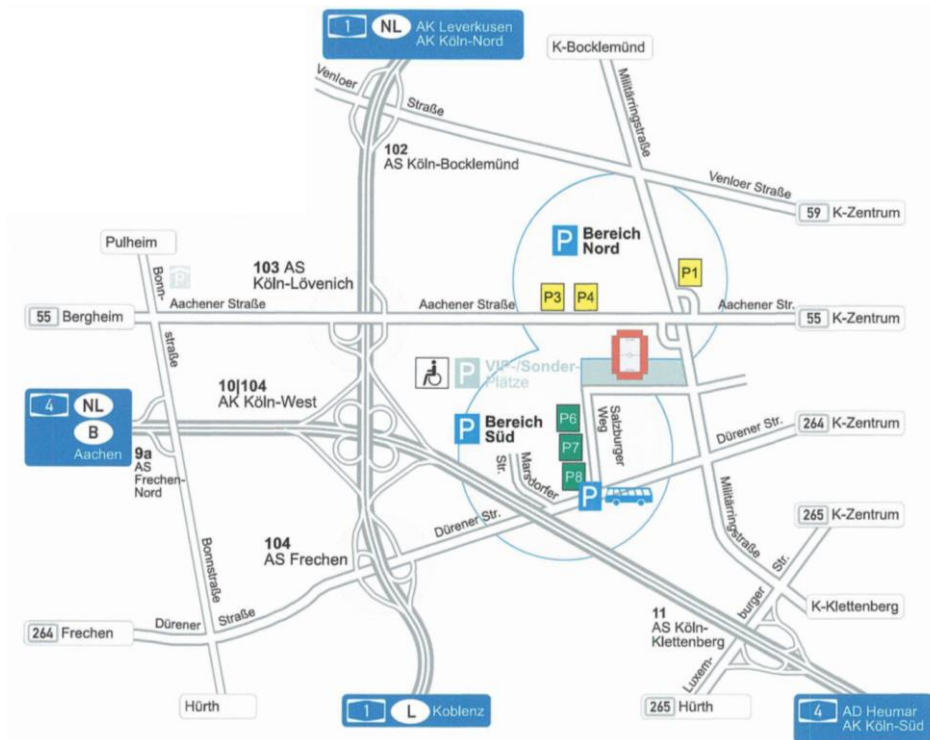 1 NL AK Leverkusen
AK Köln-Nord
K-Bocklemünd
Venloer
Straße
Militärringstraße
102
AS Köln-Bocklemünd
Venloer Straße
59 K-Zentrum
Pulheim
P Bereich
Nord
Bonn-
straße
P
103 AS
Köln-Lövenich
P1
P3 P4
Aachener Straße
Aachener Straße
Aachener Str.
55 Bergheim
55 K-Zentrum
P VIP-/Sonder-
Plätze
10|104
AK Köln-West
4 NL
B
Aachen
P Bereich
Süd
P6
P7
P8
Salzburger
Weg
264 K-Zentrum
Dürener Str.
9a
AS
Frechen-
Nord
Marsdorfer
Str.
P
Dürener Str.
Militärringstraße
265 K-Zentrum
104
AS Frechen
Bonnstraße
Luxem-
burger
Str.
K-Klettenberg
11
AS Köln-
Klettenberg
264 Frechen
Dürener
Straße
Hürth
1 L Koblenz
265 Hürth
4 AD Heumar
AK Köln-Süd